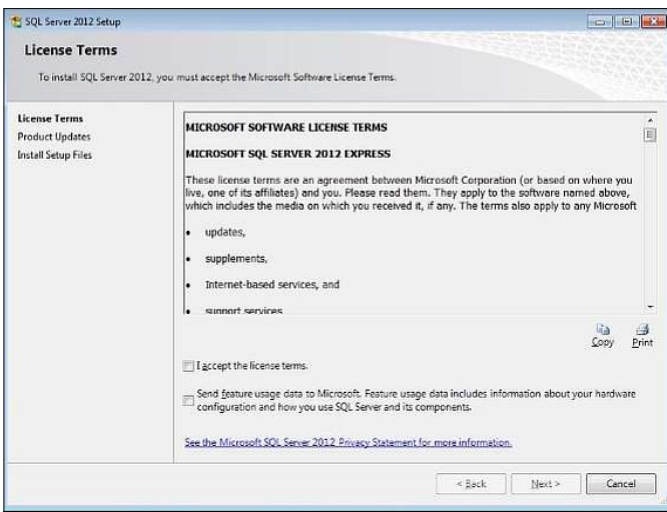 SQL Server 2012 Setup
License Terms
To install SQL Server 2012, you must accept the Microsoft Software License Terms.
License Terms
Product Updates
Install Setup Files
MICROSOFT SOFTWARE LICENSE TERMS
MICROSOFT SQL SERVER 2012 EXPRESS
These license terms are an agreement between Microsoft Corporation (or based on where you
live, one of its affiliates) and you. Please read them. They apply to the software named above,
which includes the media on which you received it, if any. The terms also apply to any Microsoft
• updates,
• supplements,
• Internet-based services, and
• support services
Copy Print
I accept the license terms.
Send feature usage data to Microsoft. Feature usage data includes information about your hardware
configuration and how you use SQL Server and its components.
See the Microsoft SQL Server 2012 Privacy Statement for more information.
< Back Next > Cancel